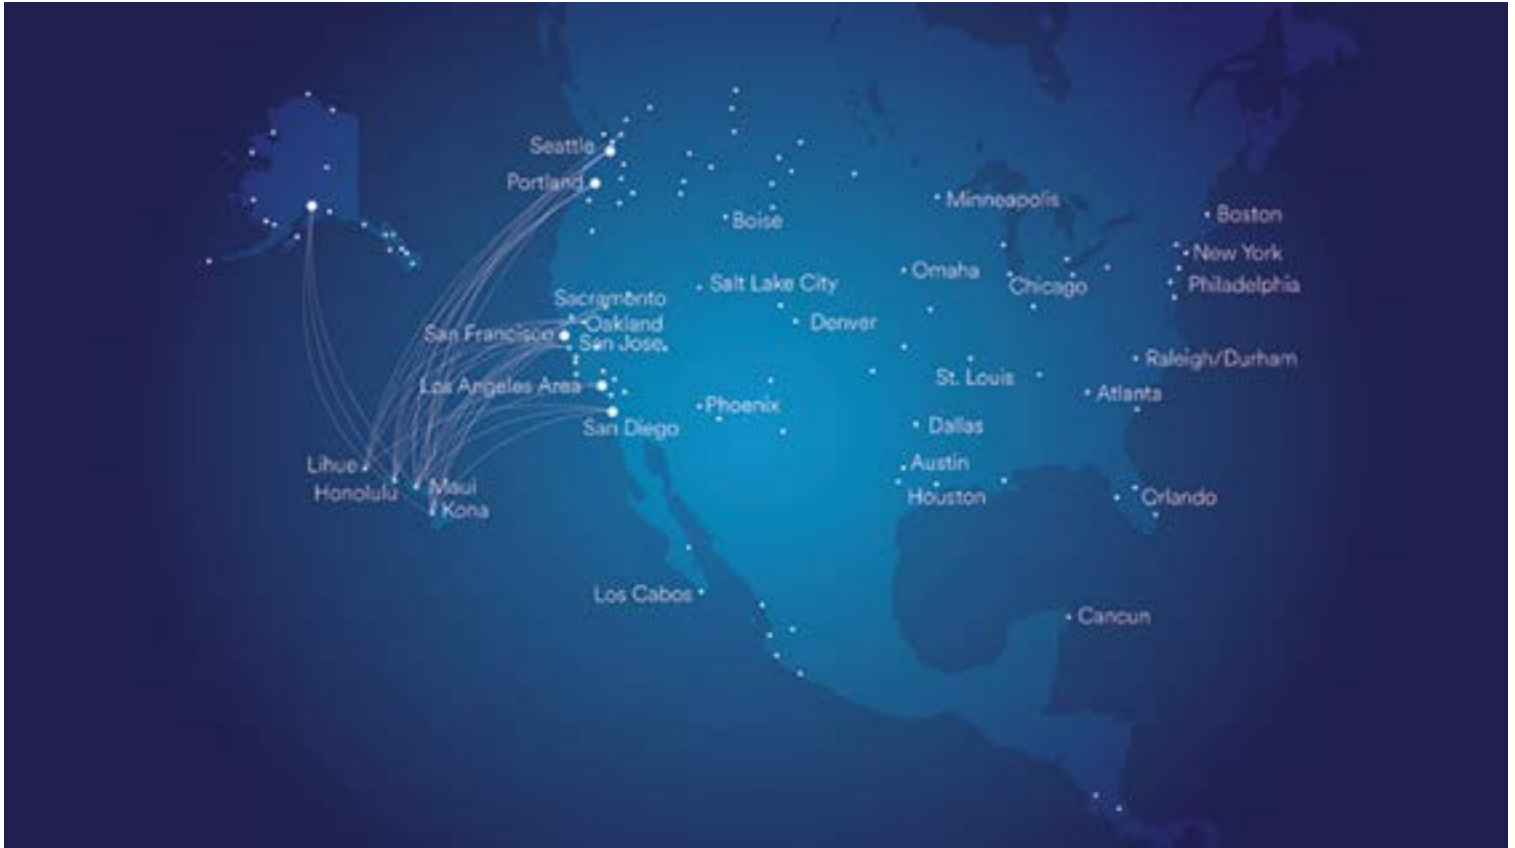 Seattle
Portland
Boise
Minneapolis
Boston
New York
Philadelphia
Omaha
Chicago
Salt Lake City
Denver
Sacramento
Oakland
San Francisco
San Jose
Los Angeles Area
San Diego
Phoenix
St. Louis
Raleigh/Durham
Atlanta
Dallas
Austin
Houston
Orlando
Lihue
Honolulu
Maui
Kona
Los Cabos
Cancun